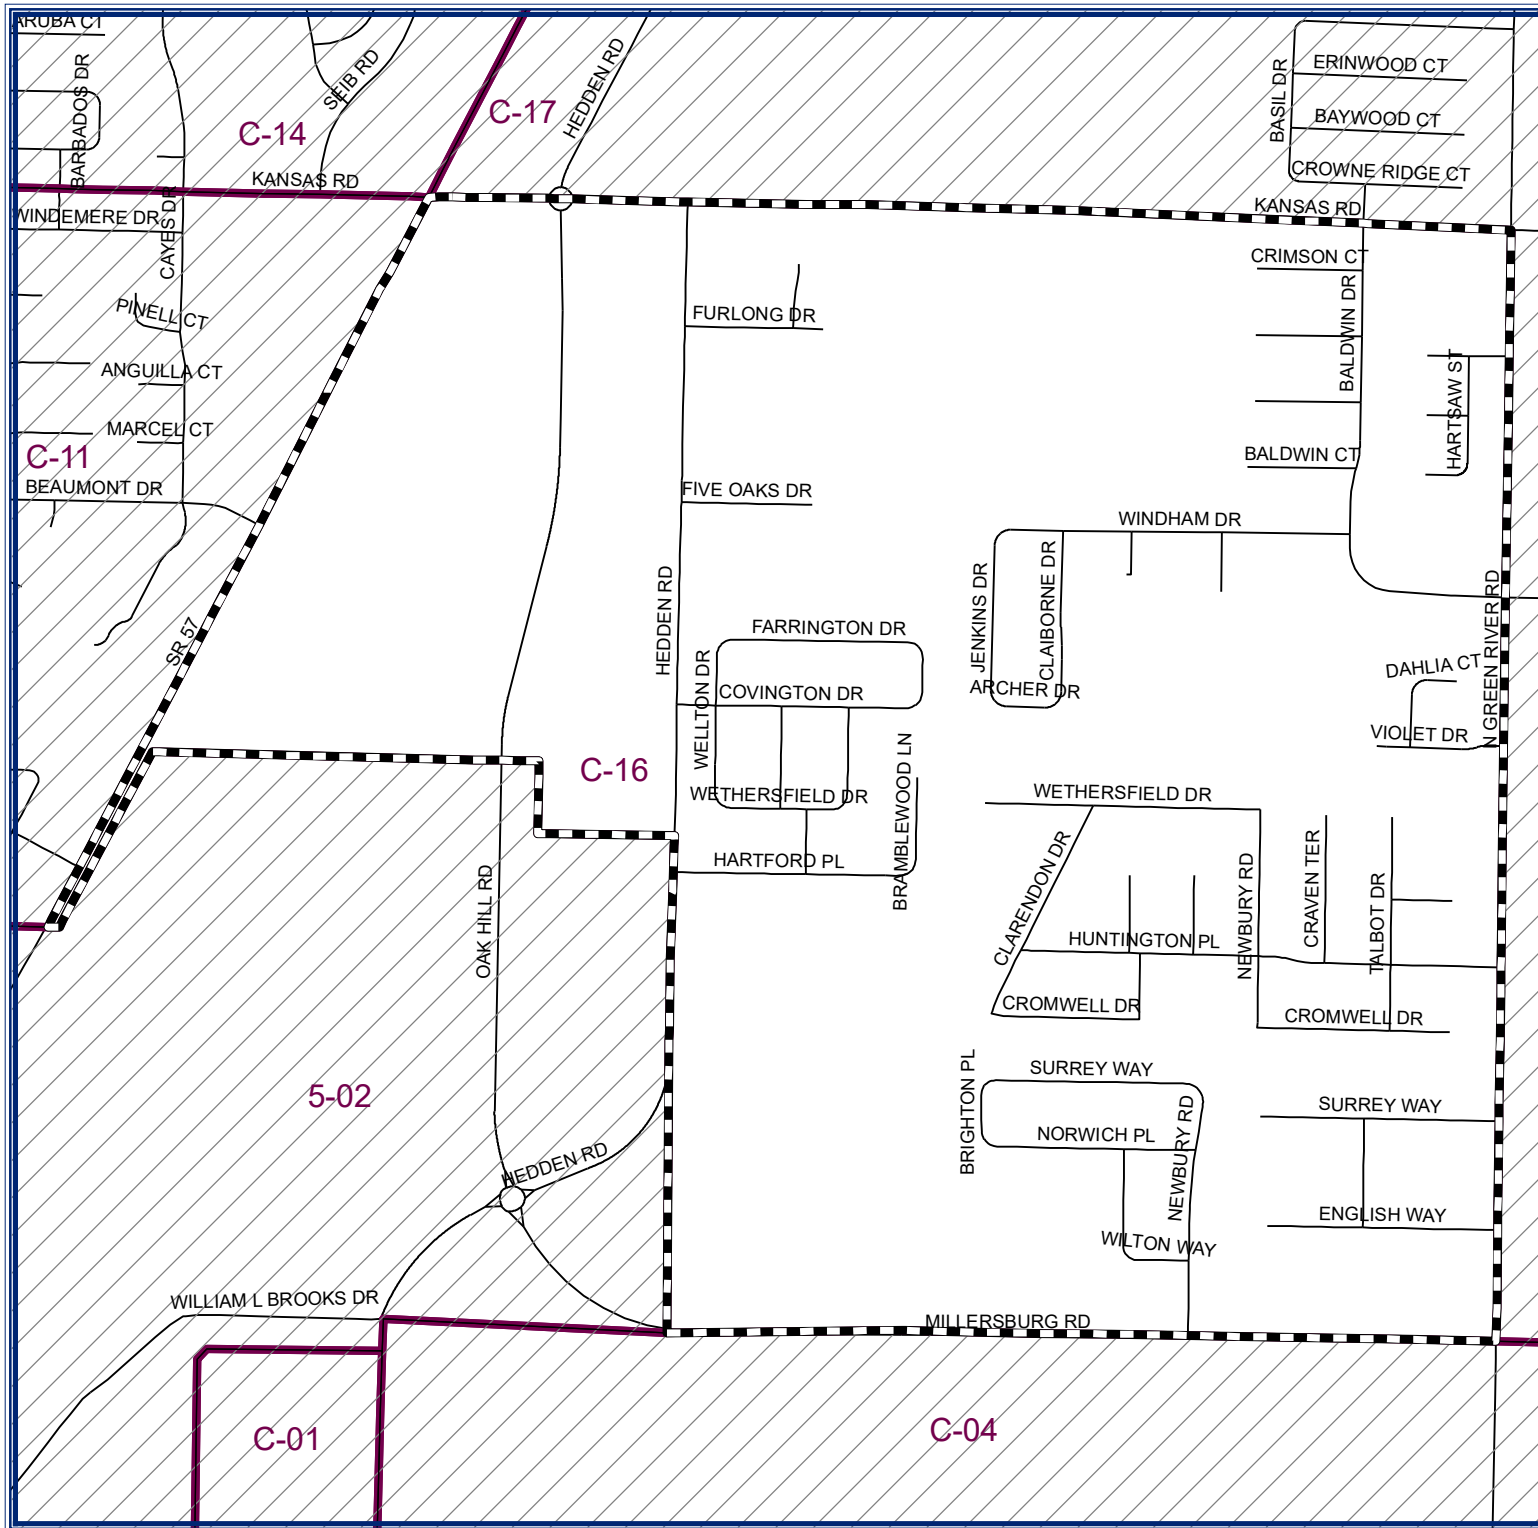 ARUBA CT
BARBADOS DR
SEIB RD
HEDDEN RD
C-17
C-14
BASIL DR
ERINWOOD CT
BAYWOOD CT
CROWNE RIDGE CT
KANSAS RD
KANSAS RD
WINDEMERE DR
CAYES DR
CRIMSON CT
BALDWIN DR
PINELL CT
FURLONG DR
ANGUILLA CT
HARTSAW ST
MARCEL CT
C-11
BALDWIN CT
BEAUMONT DR
FIVE OAKS DR
WINDHAM DR
JENKINS DR
CLAIBORNE DR
HEDDEN RD
N GREEN RIVER RD
SR 57
FARRINGTON DR
WELLTON DR
COVINGTON DR
ARCHER DR
DAHLIA CT
VIOLET DR
C-16
BRAMBLEWOOD LN
WETHERSFIELD DR
WETHERSFIELD DR
HARTFORD PL
CLARENDON DR
NEWBURY RD
CRAVEN TER
TALBOT DR
OAK HILL RD
HUNTINGTON PL
CROMWELL DR
CROMWELL DR
BRIGHTON PL
SURREY WAY
5-02
NEWBURY RD
SURREY WAY
NORWICH PL
HEDDEN RD
ENGLISH WAY
WILTON WAY
WILLIAM L BROOKS DR
MILLERSBURG RD
C-01
C-04